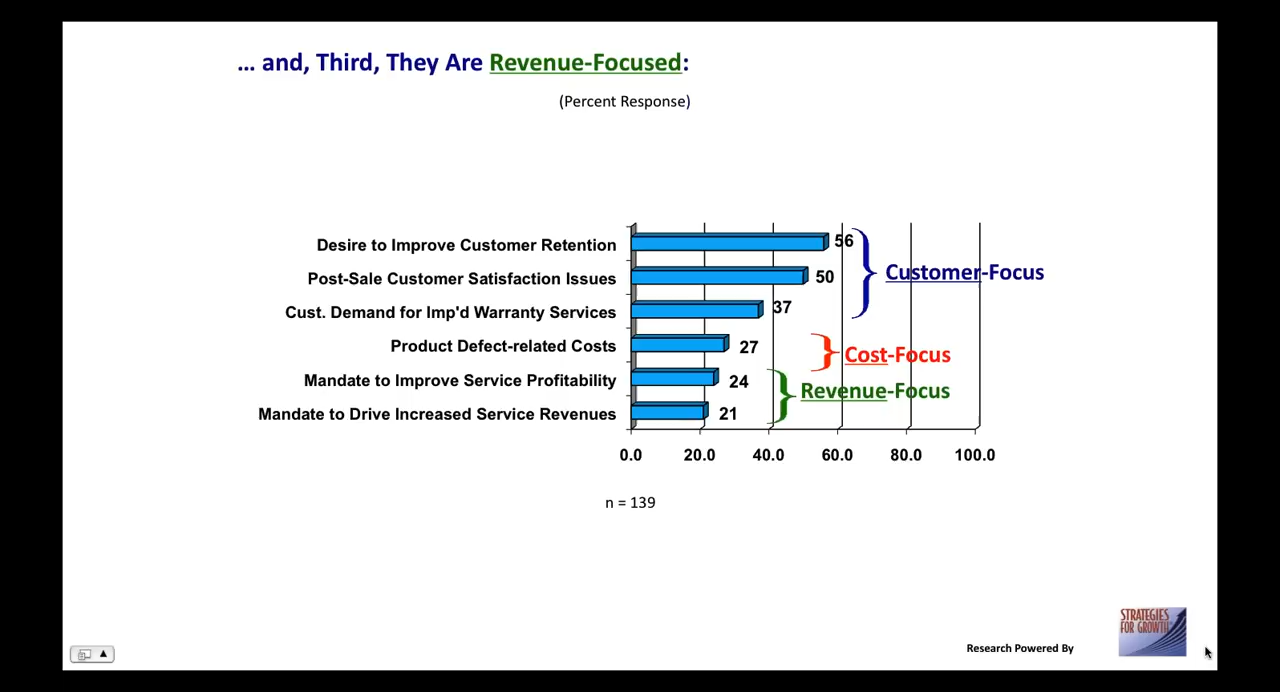 … and, Third, They Are Revenue-Focused:
(Percent Response)
Desire to Improve Customer Retention 56
Post-Sale Customer Satisfaction Issues 50
Customer-Focus
Cust. Demand for Imp'd Warranty Services 37
Product Defect-related Costs 27
Cost-Focus
Mandate to Improve Service Profitability 24
Revenue-Focus
Mandate to Drive Increased Service Revenues 21
0.0 20.0 40.0 60.0 80.0 100.0
n = 139
STRATEGIES
FOR GROWTH
Research Powered By